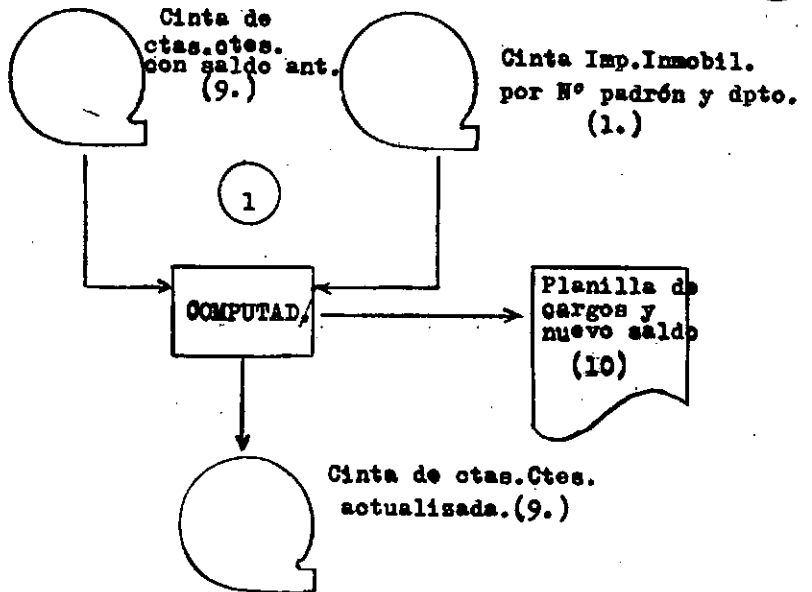 Cinta de
ctas.ctes.
con saldo ant.
(9.)
Cinta Imp.Inmobil.
por Nº padrón y dpto.
(1.)
1
COMPUTAD.
Planilla de
cargos y
nuevo saldo
(10)
Cinta de ctas.Ctes.
actualizada.(9.)